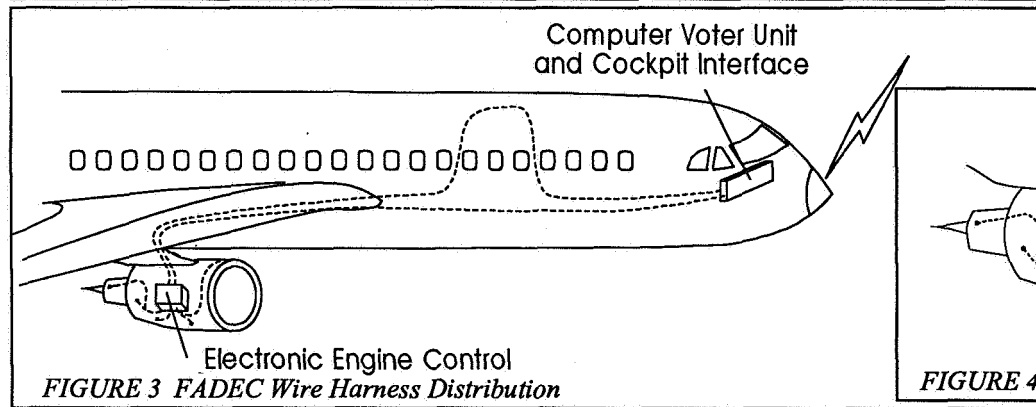 Computer Voter Unit
and Cockpit Interface
Electronic Engine Control
FIGURE 3 FADEC Wire Harness Distribution
FIGURE 4